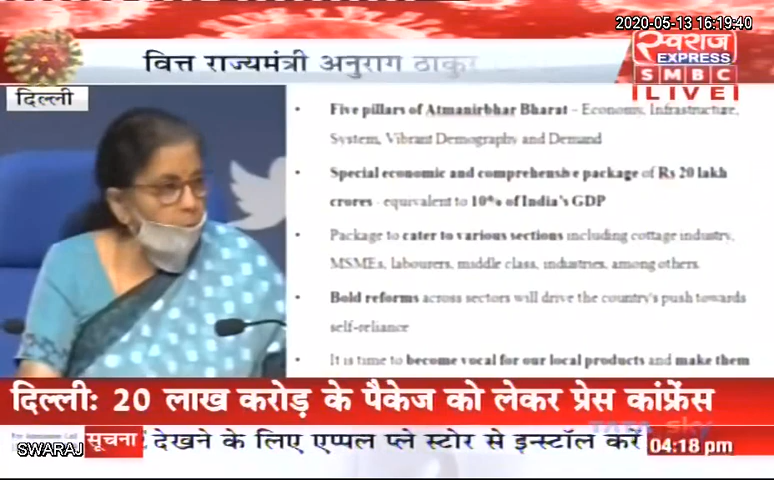 2020-05-13 16:19:40
वित्त राज्यमंत्री अनुराग ठाकुर
स्वराज
EXPRESS
SMBC
LIVE
दिल्ली
• Five pillars of Atmanirbhar Bharat – Economy, Infrastructure,
System, Vibrant Demography and Demand
• Special economic and comprehensive package of Rs 20 lakh
crores - equivalent to 10% of India's GDP
• Package to cater to various sections including cottage industry,
MSMEs, labourers, middle class, industries, among others.
• Bold reforms across sectors will drive the country's push towards
self-reliance
• It is time to become vocal for our local products and make them
दिल्ली: 20 लाख करोड़ के पैकेज को लेकर प्रेस कांफ्रेंस
सूचना देखने के लिए एप्पल प्ले स्टोर से इन्स्टॉल करें
TATA sky
SWARAJ
04:18 pm